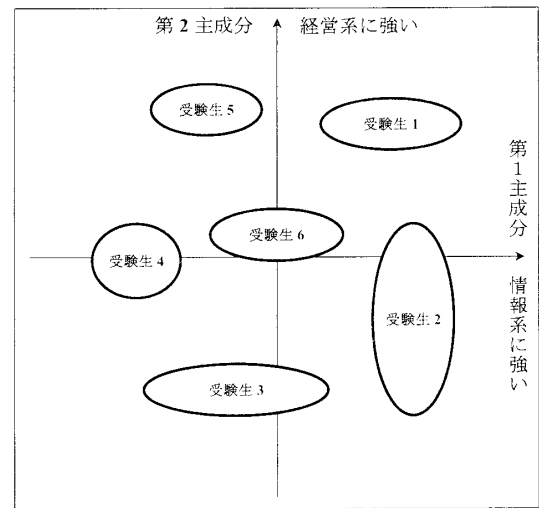 第2主成分 経営系に強い
受験生5
受験生1
第1主成分 情報系に強い
受験生6
受験生4
受験生2
受験生3